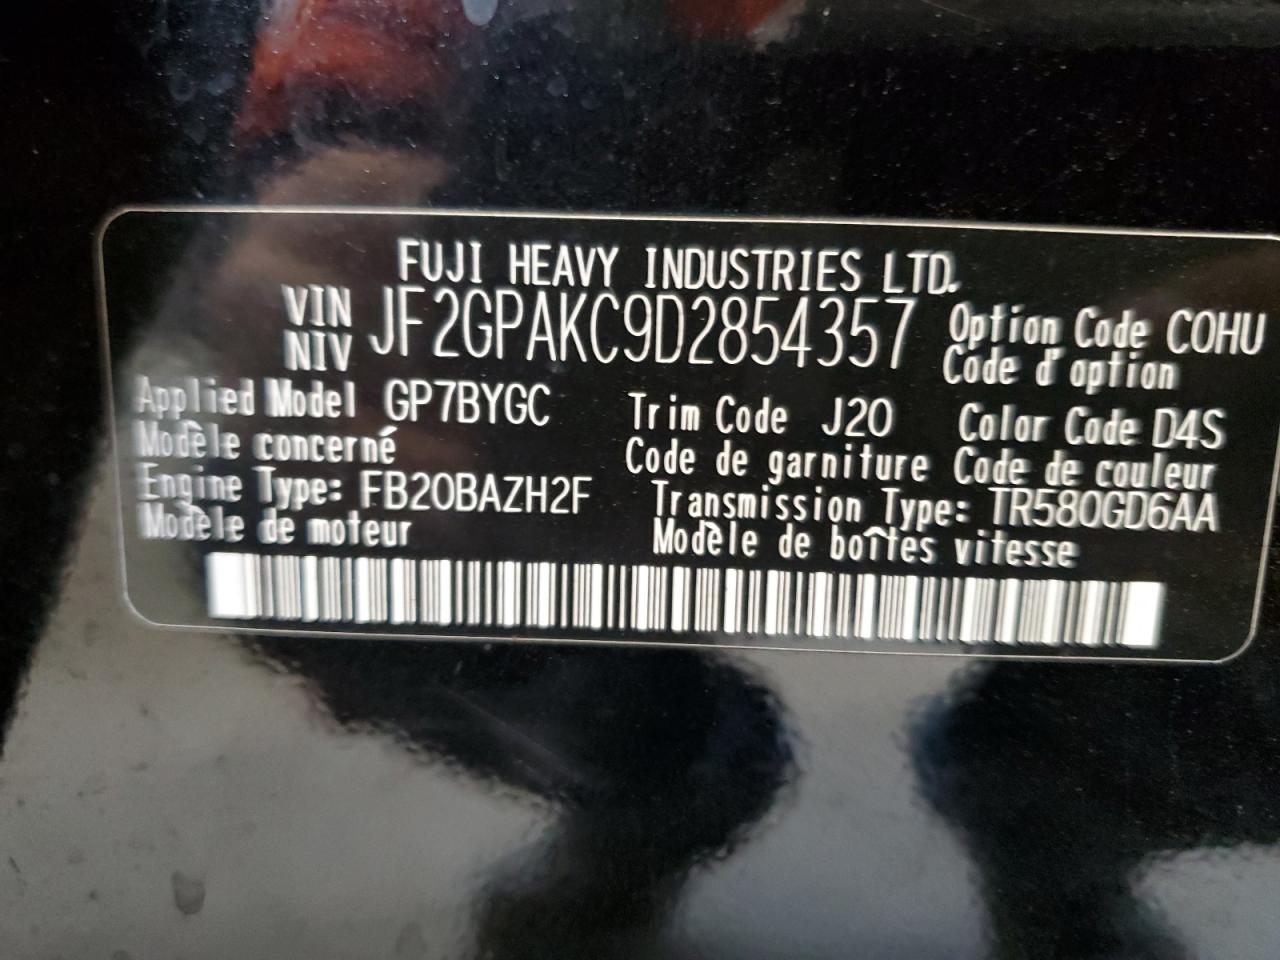 FUJI HEAVY INDUSTRIES LTD.
VIN NIV JF2GPAKC9D2854357 Option Code COHU
Code d'option
Applied Model GP7BYGC Trim Code J20 Color Code D4S
Modèle concerné Code de garniture Code de couleur
Engine Type: FB20BAZH2F Transmission Type: TR580GD6AA
Modèle de moteur Modèle de boîtes vitesse